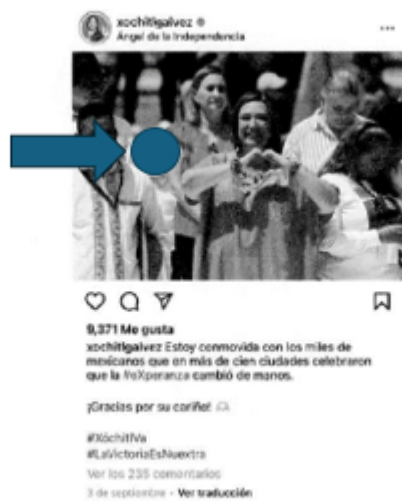 xochitlgalvez
Ángel de la Independencia
9,371 Me gusta
xochitlgalvez Estoy conmovida con los miles de
mexicanos que en más de cien ciudades celebraron
que la #eXperanza cambió de manos.
¡Gracias por su cariño!
#XóchitlVa
#LaVictoriaEsNuextra
Ver los 235 comentarios
3 de septiembre · Ver traducción